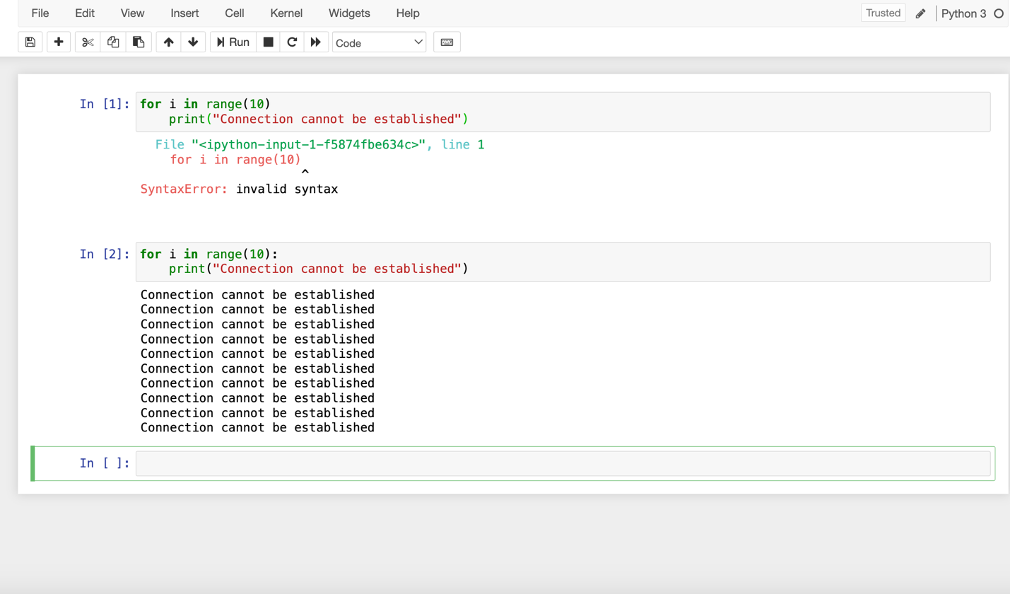 File Edit View Insert Cell Kernel Widgets Help Trusted Python 3
Run Code
In [1]: for i in range(10)
    print("Connection cannot be established")
  File "<ipython-input-1-f5874fbe634c>", line 1
    for i in range(10)
                      ^
SyntaxError: invalid syntax
In [2]: for i in range(10):
    print("Connection cannot be established")
Connection cannot be established
Connection cannot be established
Connection cannot be established
Connection cannot be established
Connection cannot be established
Connection cannot be established
Connection cannot be established
Connection cannot be established
Connection cannot be established
Connection cannot be established
In [ ]: